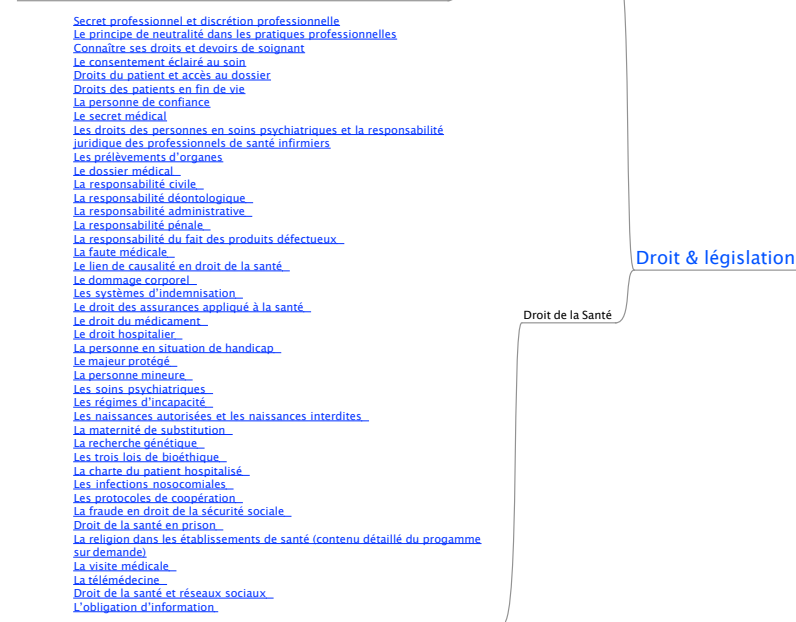 Secret professionnel et discrétion professionnelle
Le principe de neutralité dans les pratiques professionnelles
Connaître ses droits et devoirs de soignant
Le consentement éclairé au soin
Droits du patient et accès au dossier
Droits des patients en fin de vie
La personne de confiance
Le secret médical
Les droits des personnes en soins psychiatriques et la responsabilité
juridique des professionnels de santé infirmiers
Les prélèvements d'organes
Le dossier médical
La responsabilité civile
La responsabilité déontologique
La responsabilité administrative
La responsabilité pénale
La responsabilité du fait des produits défectueux
La faute médicale
Le lien de causalité en droit de la santé
Le dommage corporel
Les systèmes d'indemnisation
Le droit des assurances appliqué à la santé
Le droit du médicament
Le droit hospitalier
La personne en situation de handicap
Le majeur protégé
La personne mineure
Les soins psychiatriques
Les régimes d'incapacité
Les naissances autorisées et les naissances interdites
La maternité de substitution
La recherche génétique
Les trois lois de bioéthique
La charte du patient hospitalisé
Les infections nosocomiales
Les protocoles de coopération
La fraude en droit de la sécurité sociale
Droit de la santé en prison
La religion dans les établissements de santé (contenu détaillé du progamme
sur demande)
La visite médicale
La télémédecine
Droit de la santé et réseaux sociaux
L'obligation d'information
Droit de la Santé
Droit & législation